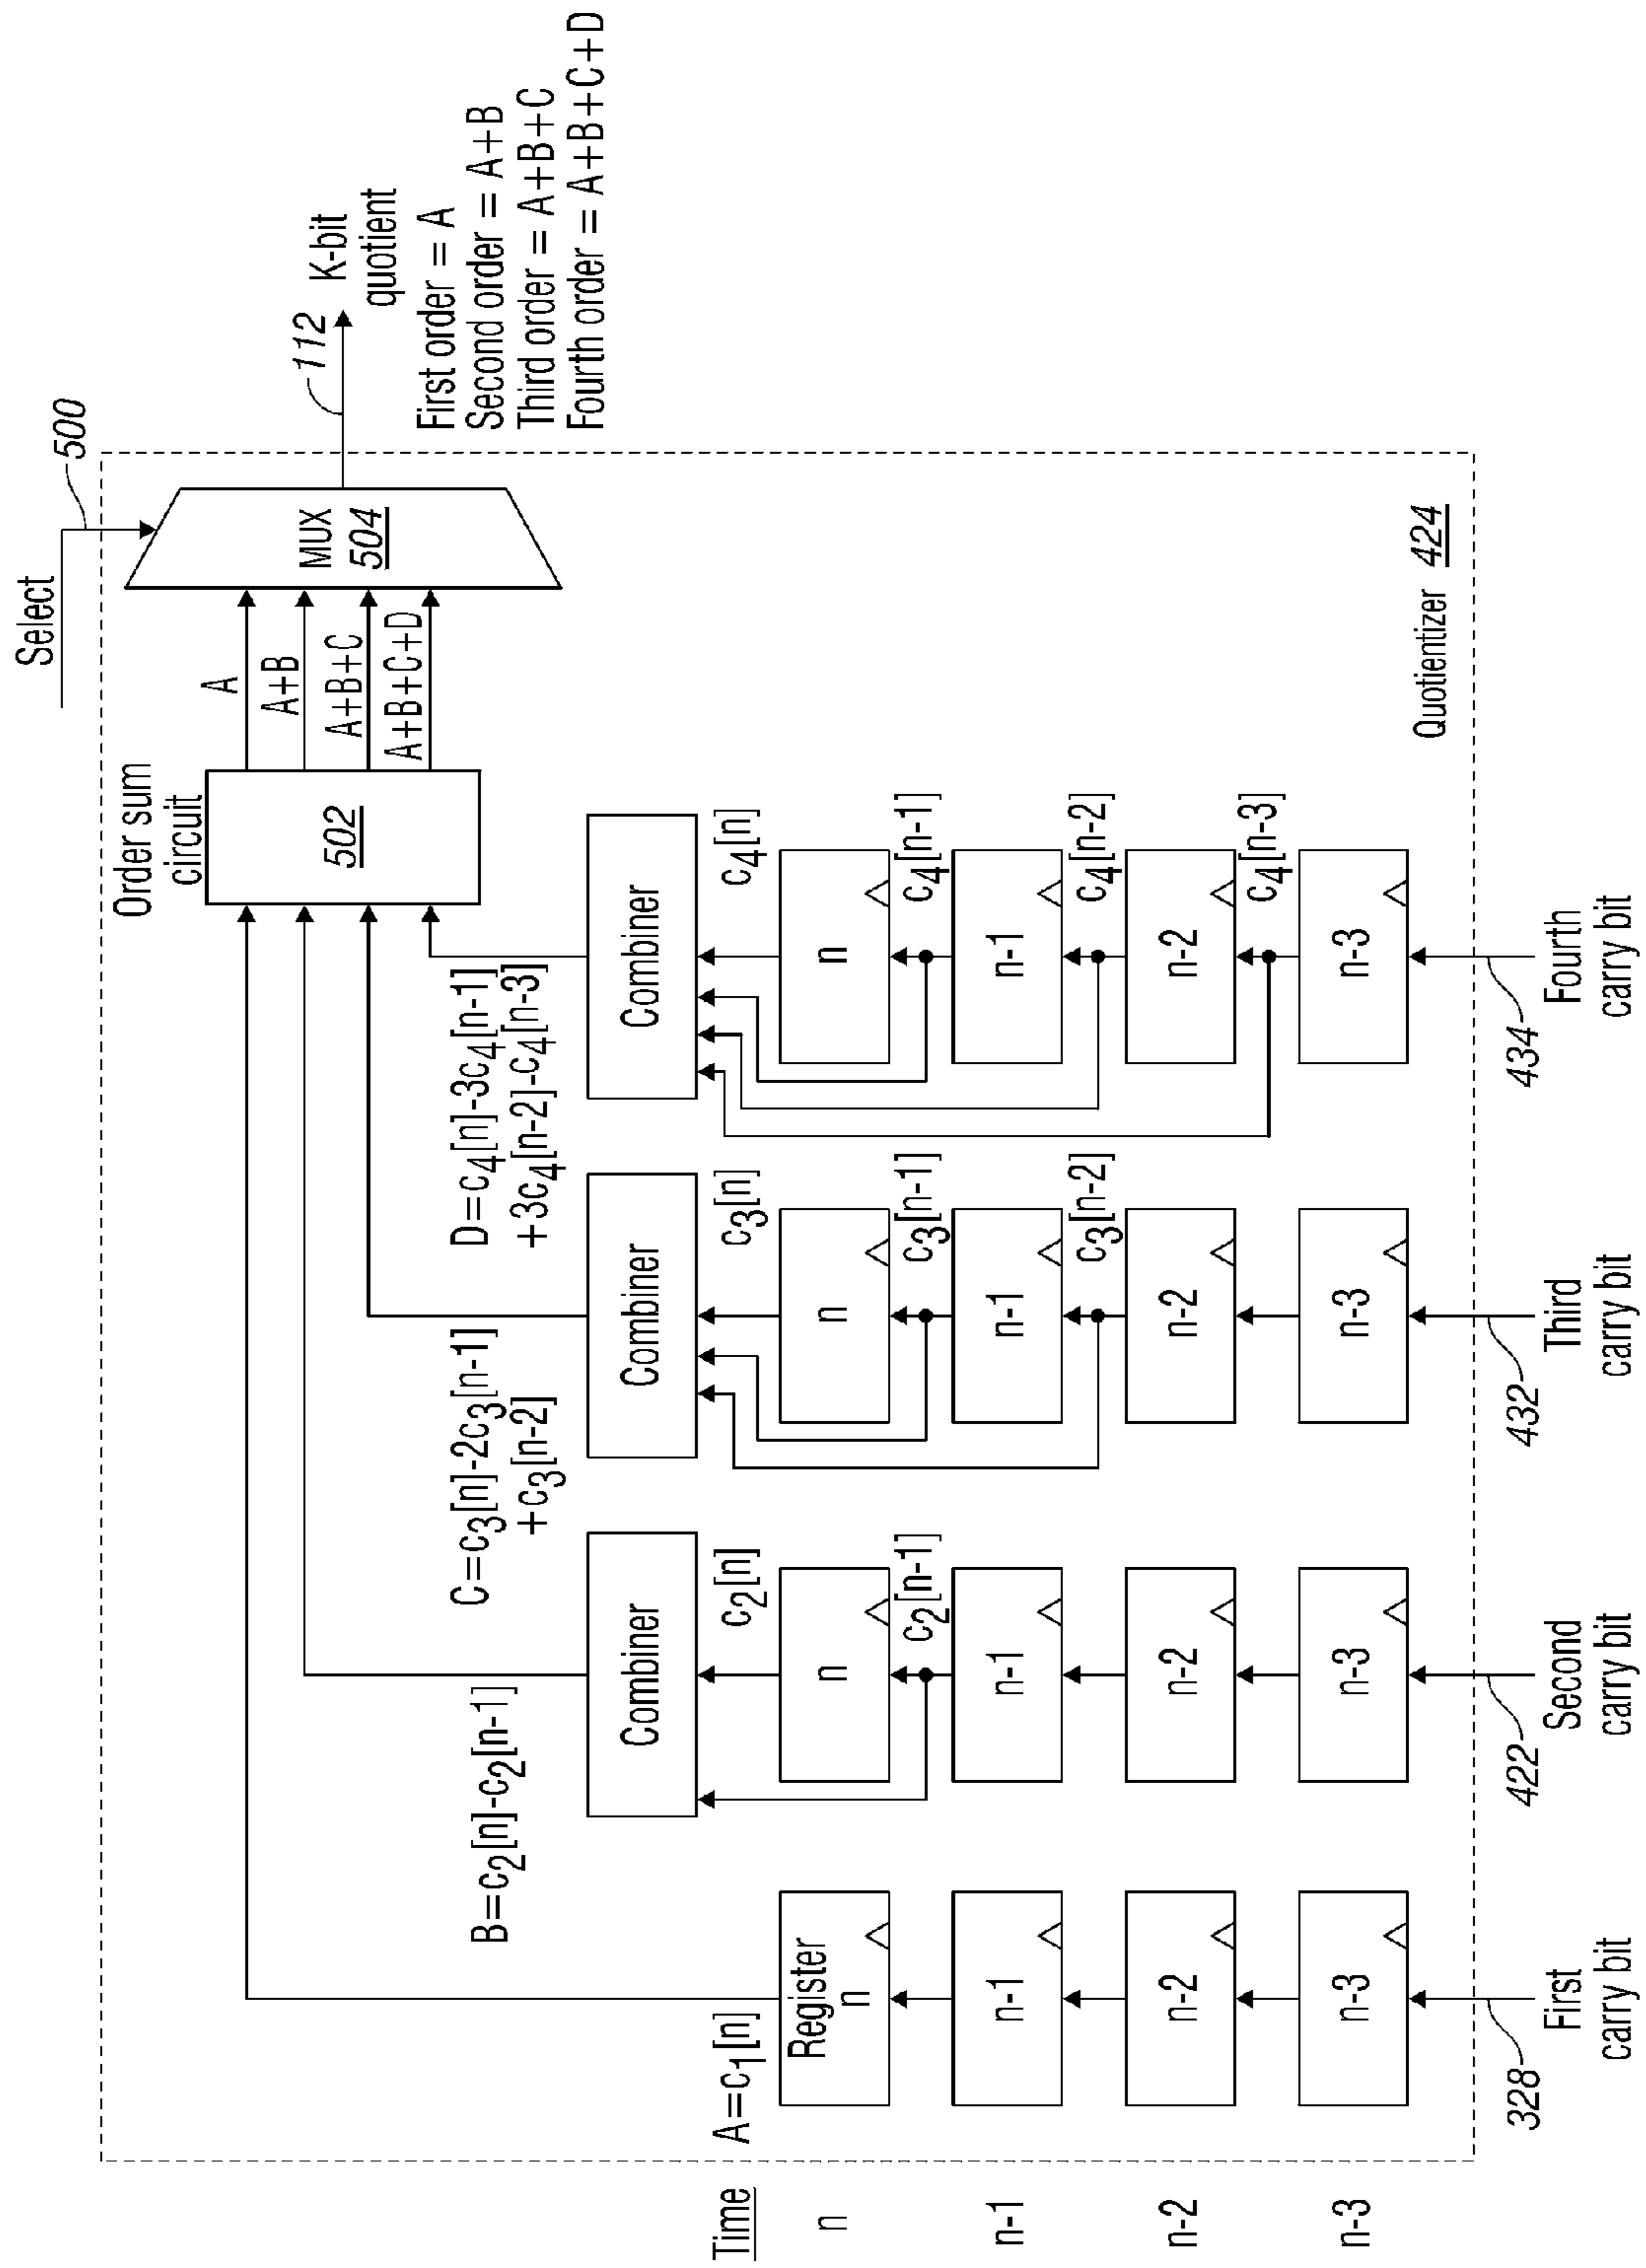 Select
500
Order sum
circuit
502
A
A+B
A+B+C
A+B+C+D
MUX
504
112
K-bit
quotient
First order = A
Second order = A+B
Third order = A+B+C
Fourth order = A+B+C+D
B=c2[n]-c2[n-1]
C=c3[n]-2c3[n-1]
+c3[n-2]
D=c4[n]-3c4[n-1]
+3c4[n-2]-c4[n-3]
Combiner
Combiner
Combiner
Time
A=c1[n]
c2[n]
c3[n]
c4[n]
n
Register
n
n
n
n
c2[n-1]
c3[n-1]
c4[n-1]
n-1
n-1
n-1
n-1
n-1
c3[n-2]
c4[n-2]
n-2
n-2
n-2
n-2
n-2
c4[n-3]
n-3
n-3
n-3
n-3
n-3
Quotientizer 424
328
422
432
434
First
carry bit
Second
carry bit
Third
carry bit
Fourth
carry bit